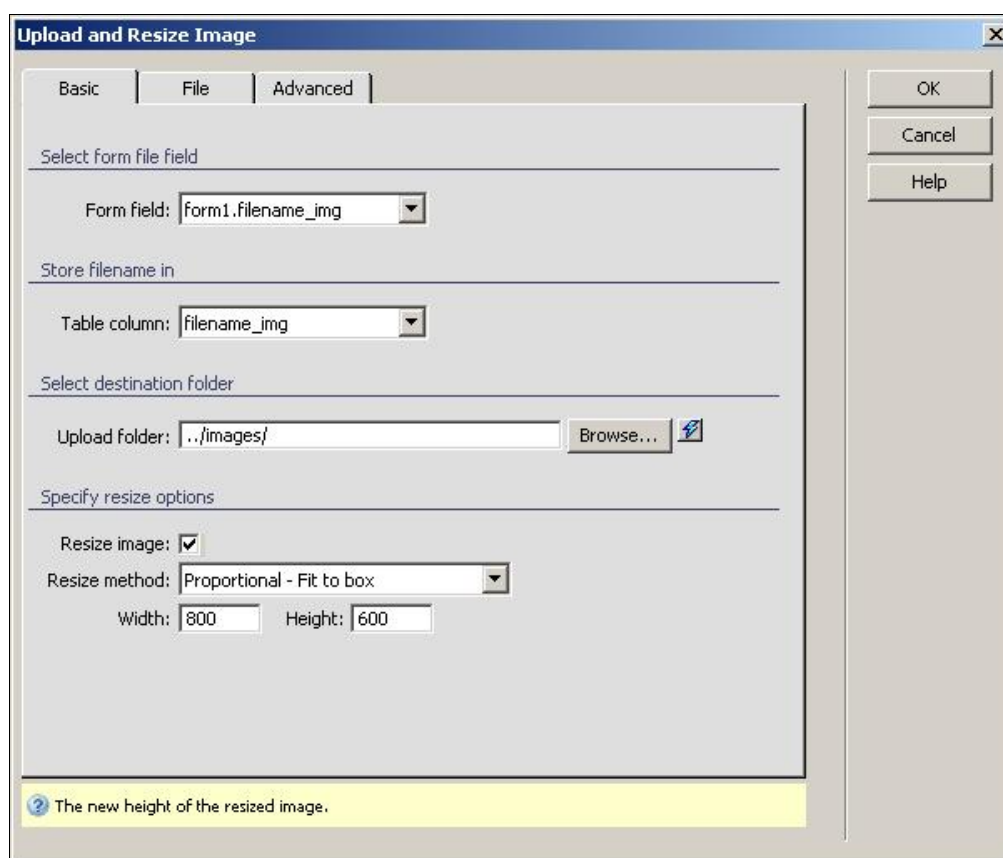 Upload and Resize Image
Basic File Advanced
OK
Cancel
Help
Select form file field
Form field: form1.filename_img
Store filename in
Table column: filename_img
Select destination folder
Upload folder: ../images/ Browse...
Specify resize options
Resize image:
Resize method: Proportional - Fit to box
Width: 800 Height: 600
The new height of the resized image.